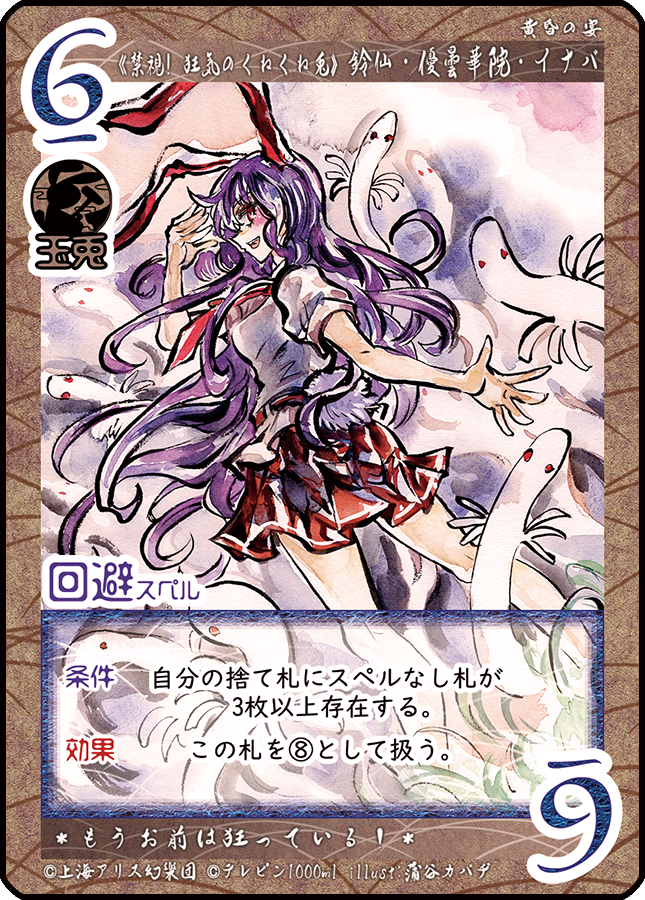 黄昏の宴
6
《禁視! 狂気のくねくね兎》 鈴仙・優曇華院・イナバ
玉兎
回避スペル
条件 自分の捨て札にスペルなし札が
3枚以上存在する。
効果 この札を⑧として扱う。
6
*もうお前は狂っている!*
©上海アリス幻樂団 ©テレピン1000ml illust:蒲谷カバヂ